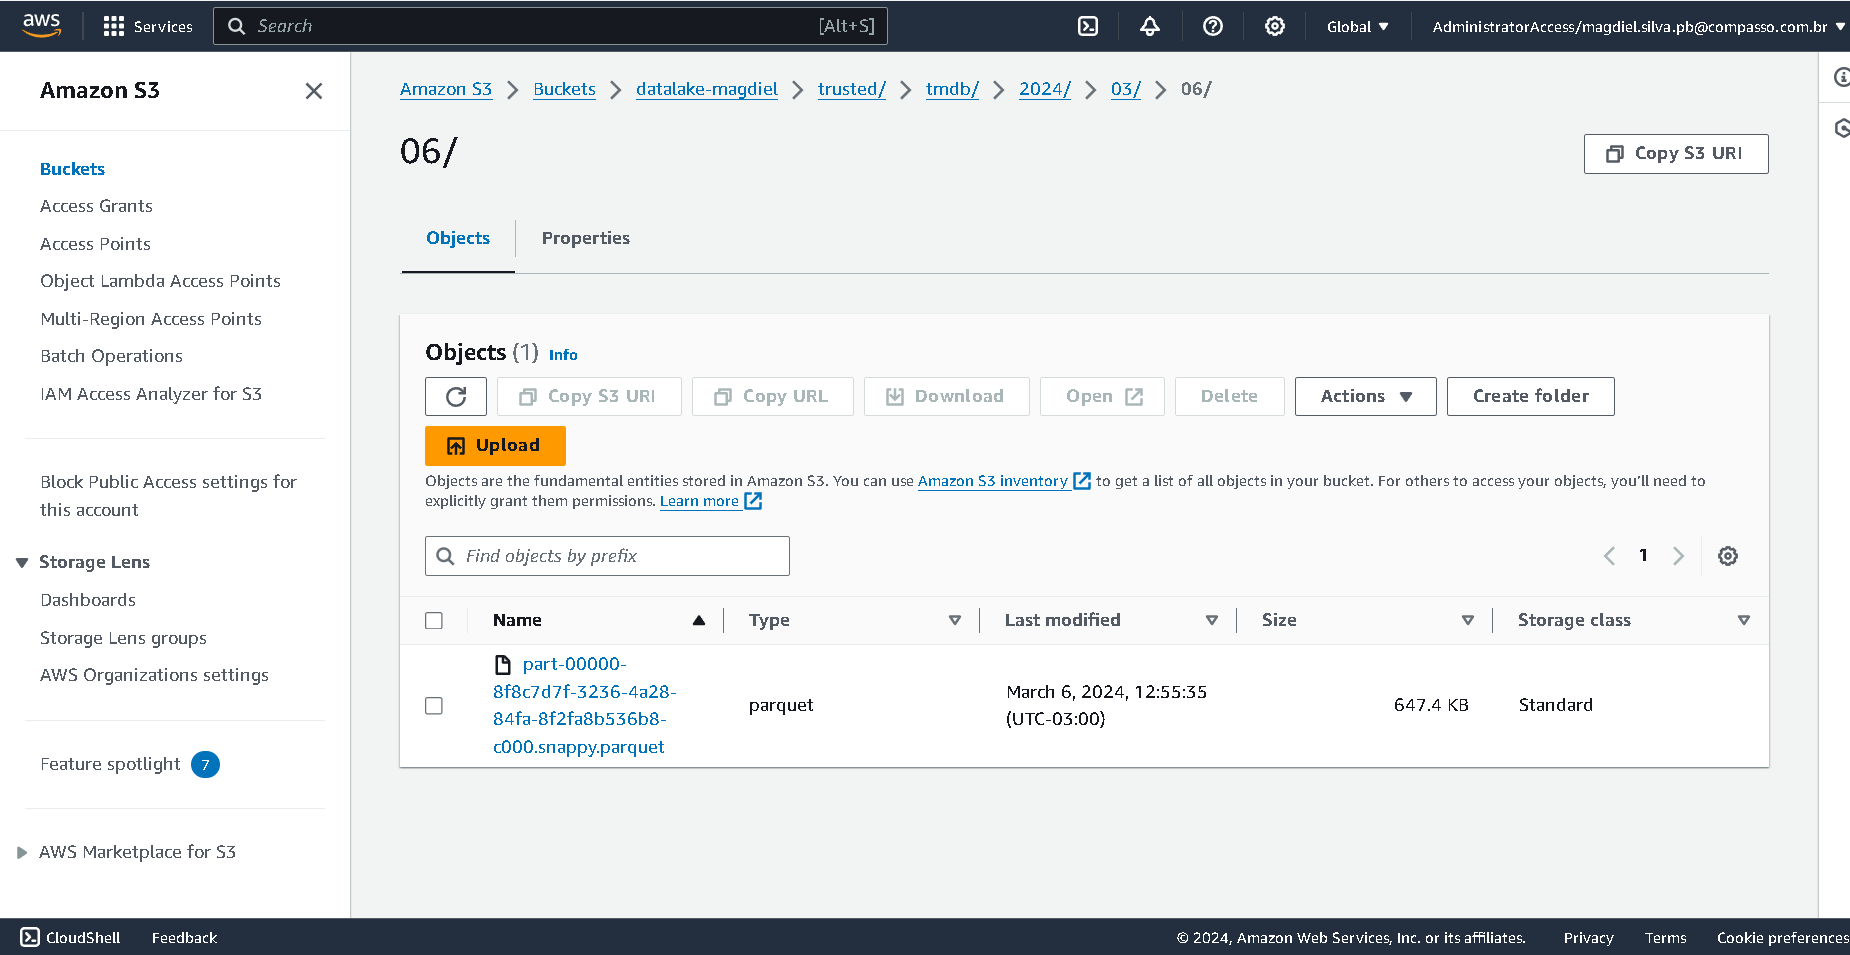 aws Services Search [Alt+S] Global AdministratorAccess/magdiel.silva.pb@compasso.com.br
Amazon S3
Buckets
Access Grants
Access Points
Object Lambda Access Points
Multi-Region Access Points
Batch Operations
IAM Access Analyzer for S3
Block Public Access settings for
this account
Storage Lens
Dashboards
Storage Lens groups
AWS Organizations settings
Feature spotlight 7
AWS Marketplace for S3
Amazon S3 Buckets datalake-magdiel trusted/ tmdb/ 2024/ 03/ 06/
06/
Copy S3 URI
Objects Properties
Objects (1) Info
Copy S3 URI Copy URL Download Open Delete Actions Create folder
Upload
Objects are the fundamental entities stored in Amazon S3. You can use Amazon S3 inventory to get a list of all objects in your bucket. For others to access your objects, you'll need to
explicitly grant them permissions. Learn more
Find objects by prefix 1
Name Type Last modified Size Storage class
part-00000-
8f8c7d7f-3236-4a28-
84fa-8f2fa8b536b8-
c000.snappy.parquet
parquet
March 6, 2024, 12:55:35
(UTC-03:00)
647.4 KB
Standard
CloudShell Feedback © 2024, Amazon Web Services, Inc. or its affiliates. Privacy Terms Cookie preferences